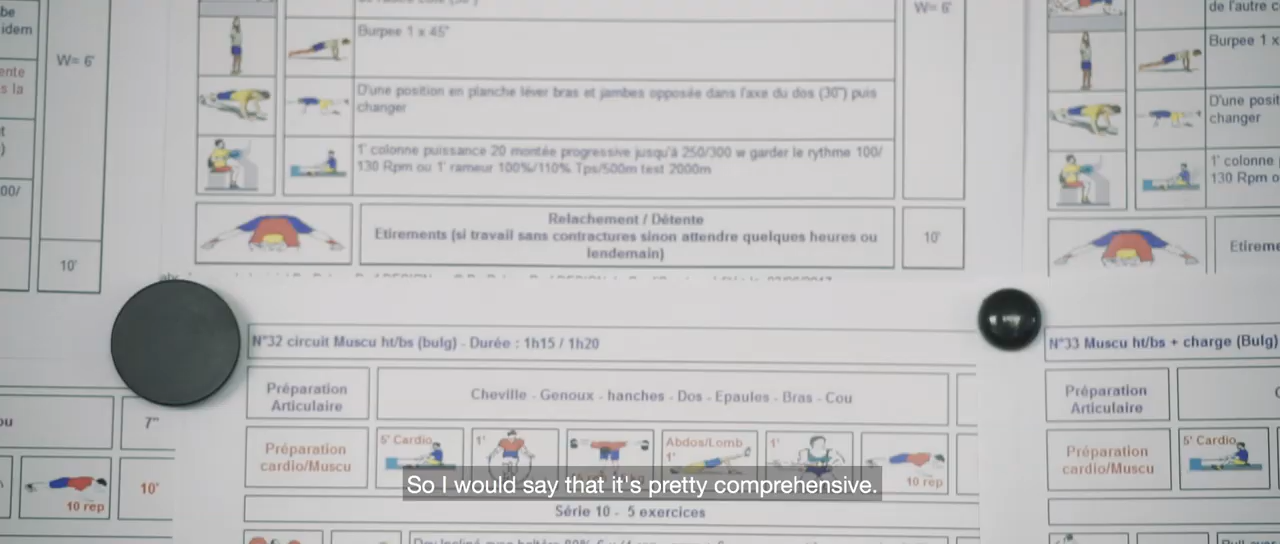 be
idem
W= 6'
s la
00/
10'
W= 6'
Burpee 1 x 45"
D'une position en planche lever bras et jambes opposée dans l'axe du dos (30") puis
changer
1' colonne puissance 20 montée progressive jusqu'à 250/300 w garder le rythme 100/
130 Rpm ou 1' rameur 100%/110% Tps/500m test 2000m
Relachement / Détente
Etirements (si travail sans contractures sinon attendre quelques heures ou
lendemain)
10'
de l'autre c
Burpee 1 x
D'une posit
changer
1' colonne
130 Rpm o
Etireme
N°32 circuit Muscu ht/bs (bulg) - Durée : 1h15 / 1h20
Préparation
Articulaire
Cheville - Genoux - hanches - Dos - Epaules - Bras - Cou
Préparation
cardio/Muscu
5' Cardio
1'
Abdos/Lomb
1'
1'
10 rep
Série 10 - 5 exercices
N°33 Muscu ht/bs + charge (Bulg)
Préparation
Articulaire
Préparation
cardio/Muscu
5' Cardio
ou
7"
10 rep
10'
So I would say that it's pretty comprehensive.